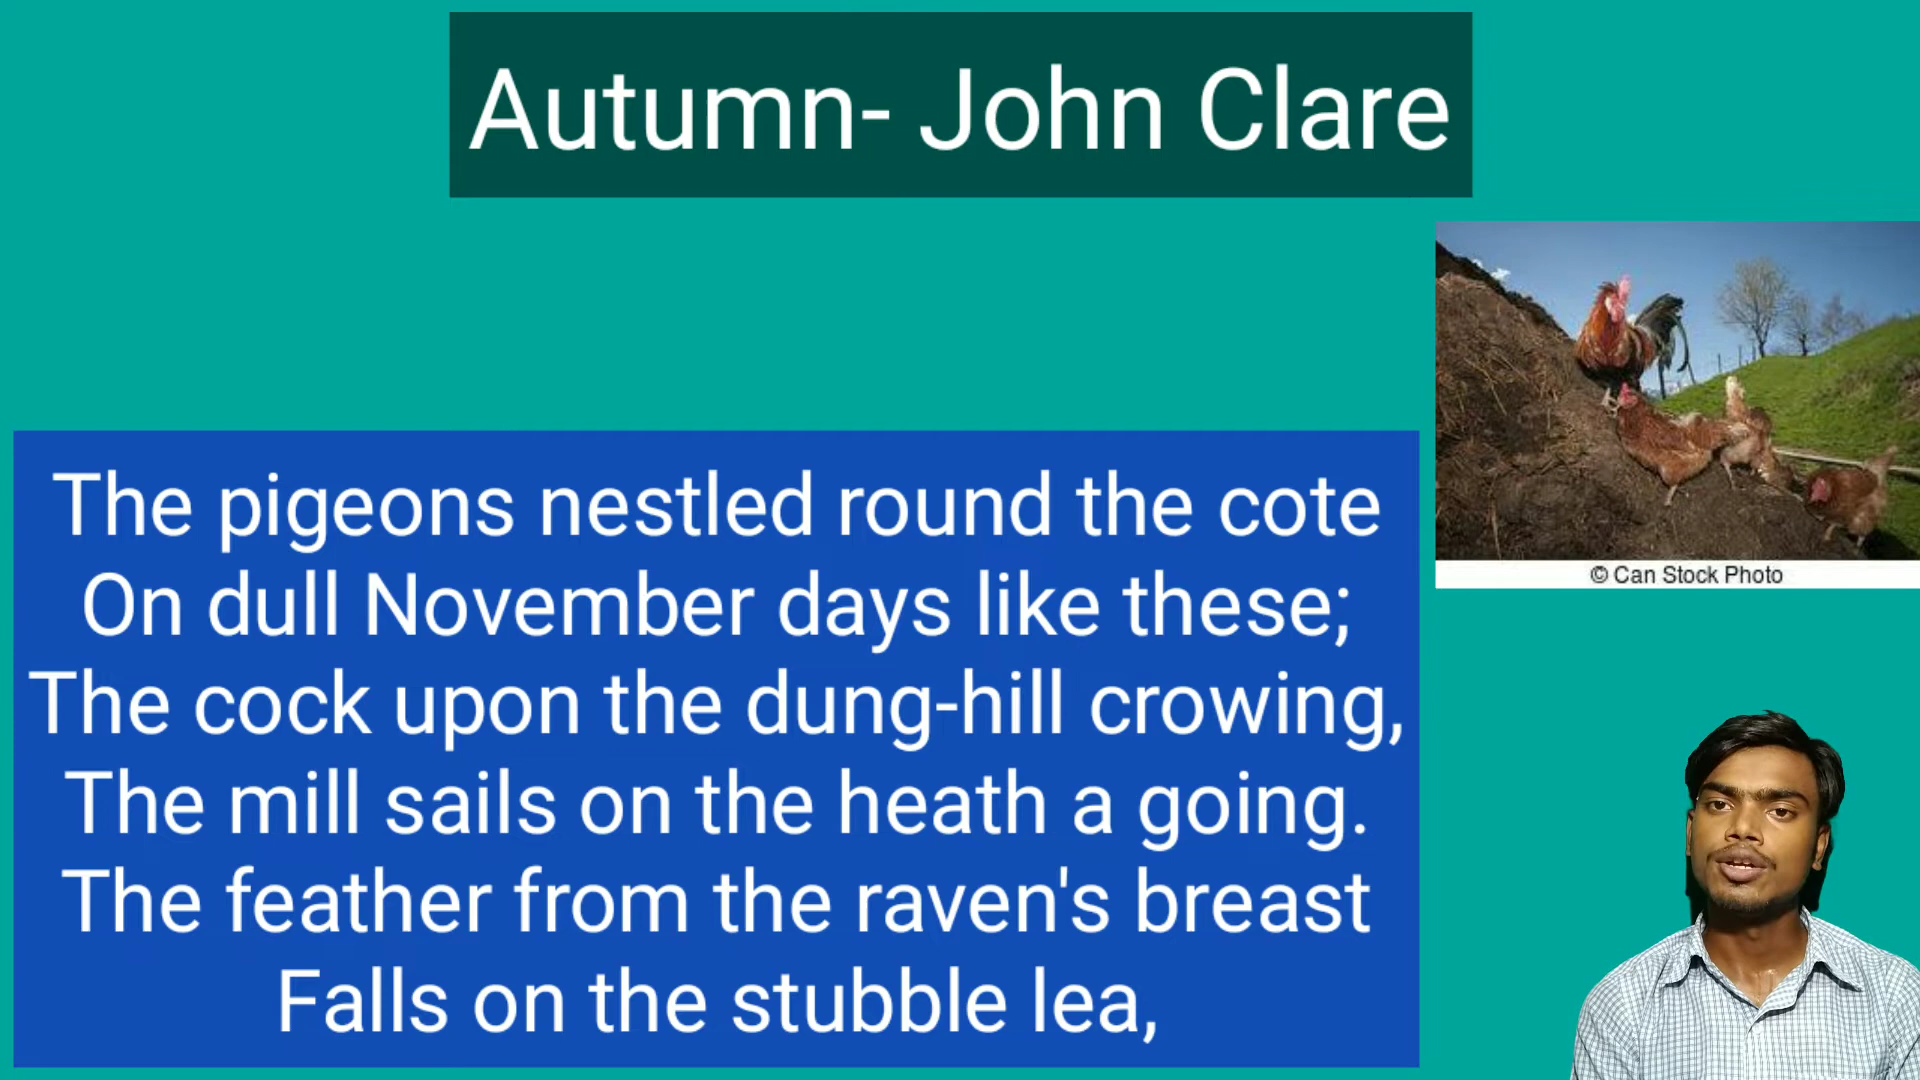 Autumn- John Clare
The pigeons nestled round the cote
On dull November days like these;
The cock upon the dung-hill crowing,
The mill sails on the heath a going.
The feather from the raven's breast
Falls on the stubble lea,
© Can Stock Photo